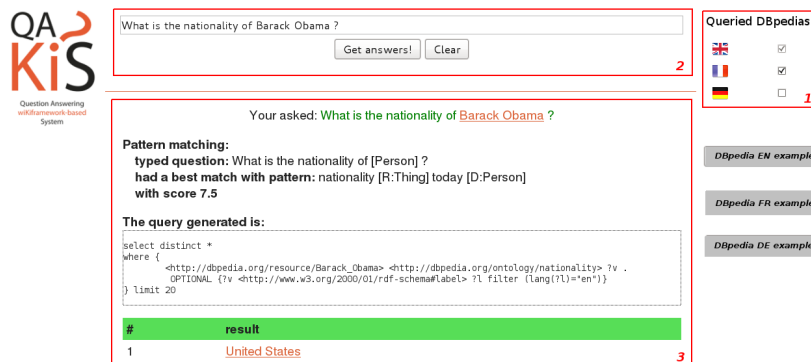 QA
KiS
Question Answering
wikiframework-based
System
What is the nationality of Barack Obama ?
Get answers! Clear
2
Queried DBpedias
1
Your asked: What is the nationality of Barack Obama ?
Pattern matching:
typed question: What is the nationality of [Person] ?
had a best match with pattern: nationality [R:Thing] today [D:Person]
with score 7.5
The query generated is:
select distinct *
where {
<http://dbpedia.org/resource/Barack_Obama> <http://dbpedia.org/ontology/nationality> ?v .
OPTIONAL {?v <http://www.w3.org/2000/01/rdf-schema#label> ?l filter (lang(?l)="en")}
} limit 20
# result
1 United States
3
DBpedia EN example
DBpedia FR example
DBpedia DE example